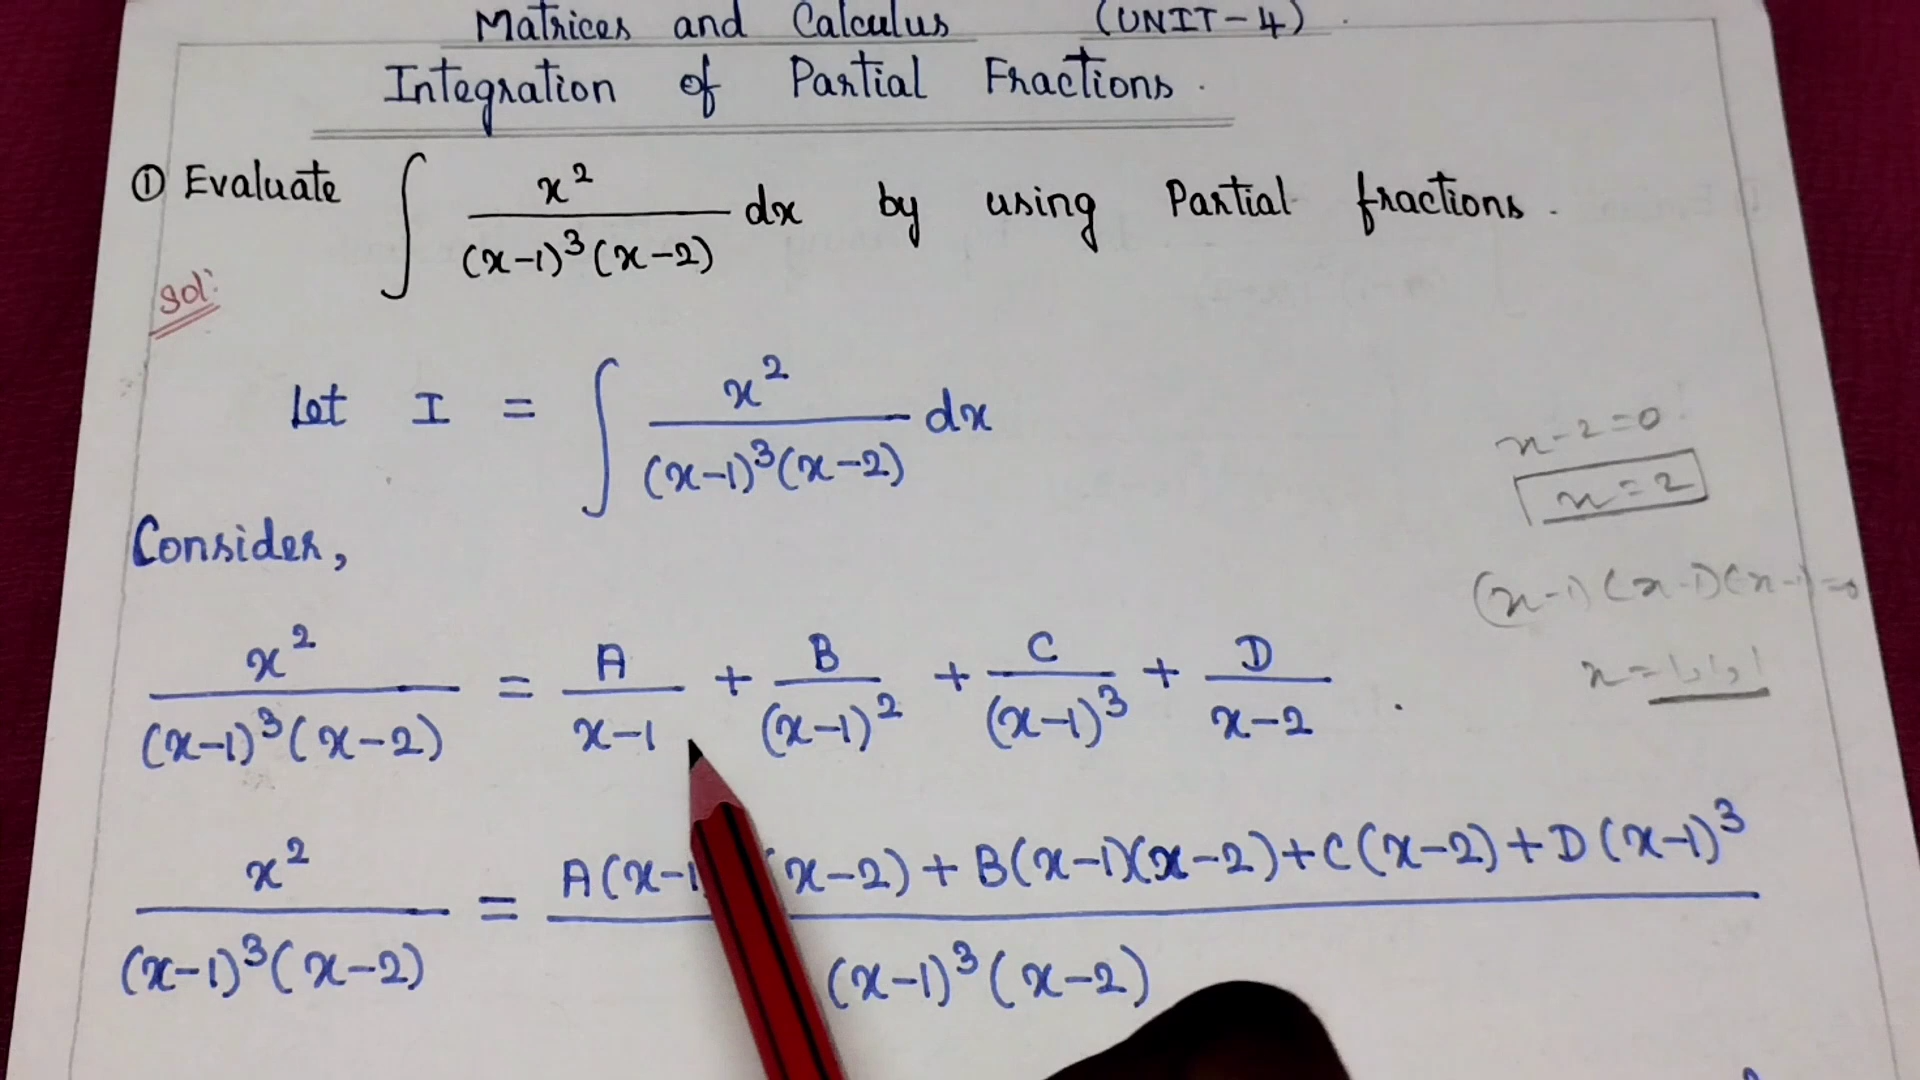 Matrices and Calculus (UNIT-4).
Integration of Partial Fractions.
① Evaluate ∫ x² / (x-1)³(x-2) dx by using Partial fractions.
Sol:
Let I = ∫ x² / (x-1)³(x-2) dx
x-2=0
x=2
Consider,
(x-1)(x-1)(x-1)=0
x=1,1,1
x² / (x-1)³(x-2) = A / x-1 + B / (x-1)² + C / (x-1)³ + D / x-2 .
x² / (x-1)³(x-2) = A(x-1 x-2)+B(x-1)(x-2)+C(x-2)+D(x-1)³ / (x-1)³(x-2)